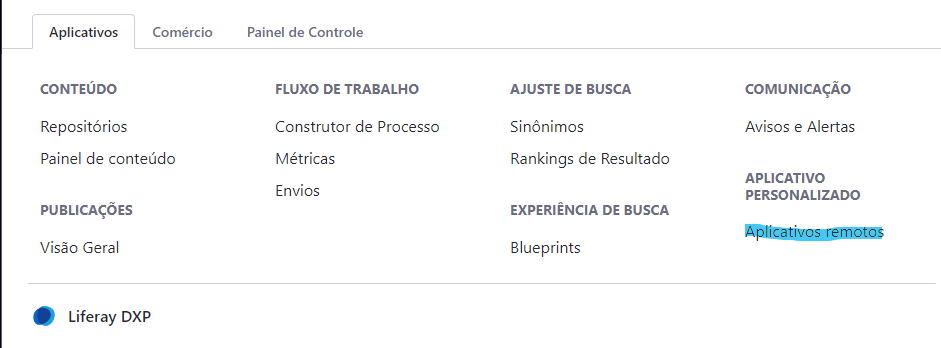 Aplicativos
Comércio
Painel de Controle
CONTEÚDO
Repositórios
Painel de conteúdo
PUBLICAÇÕES
Visão Geral
FLUXO DE TRABALHO
Construtor de Processo
Métricas
Envios
AJUSTE DE BUSCA
Sinônimos
Rankings de Resultado
EXPERIÊNCIA DE BUSCA
Blueprints
COMUNICAÇÃO
Avisos e Alertas
APLICATIVO
PERSONALIZADO
Aplicativos remotos
Liferay DXP